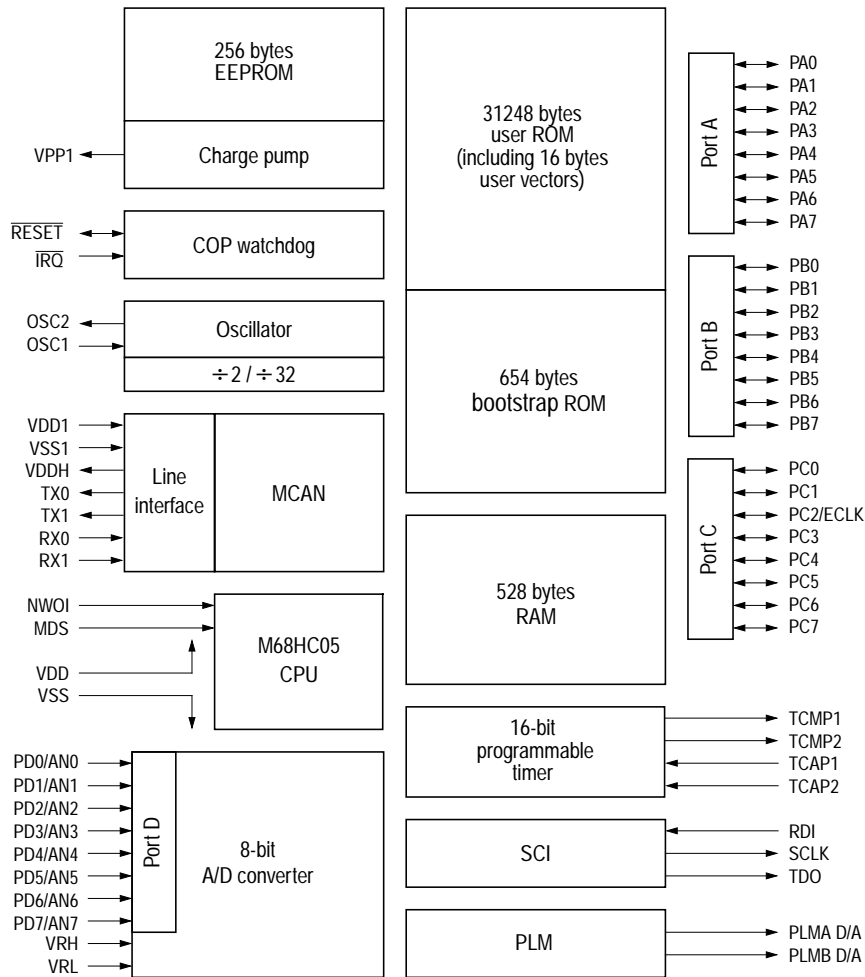 256 bytes
EEPROM
Charge pump
VPP1
RESET
IRQ
COP watchdog
OSC2
OSC1
Oscillator
÷2 / ÷32
VDD1
VSS1
VDDH
TX0
TX1
RX0
RX1
Line
interface
MCAN
NWOI
MDS
VDD
VSS
M68HC05
CPU
PD0/AN0
PD1/AN1
PD2/AN2
PD3/AN3
PD4/AN4
PD5/AN5
PD6/AN6
PD7/AN7
VRH
VRL
Port D
8-bit
A/D converter
31248 bytes
user ROM
(including 16 bytes
user vectors)
654 bytes
bootstrap ROM
528 bytes
RAM
16-bit
programmable
timer
SCI
PLM
Port A
PA0
PA1
PA2
PA3
PA4
PA5
PA6
PA7
Port B
PB0
PB1
PB2
PB3
PB4
PB5
PB6
PB7
Port C
PC0
PC1
PC2/ECLK
PC3
PC4
PC5
PC6
PC7
TCMP1
TCMP2
TCAP1
TCAP2
RDI
SCLK
TDO
PLMA D/A
PLMB D/A